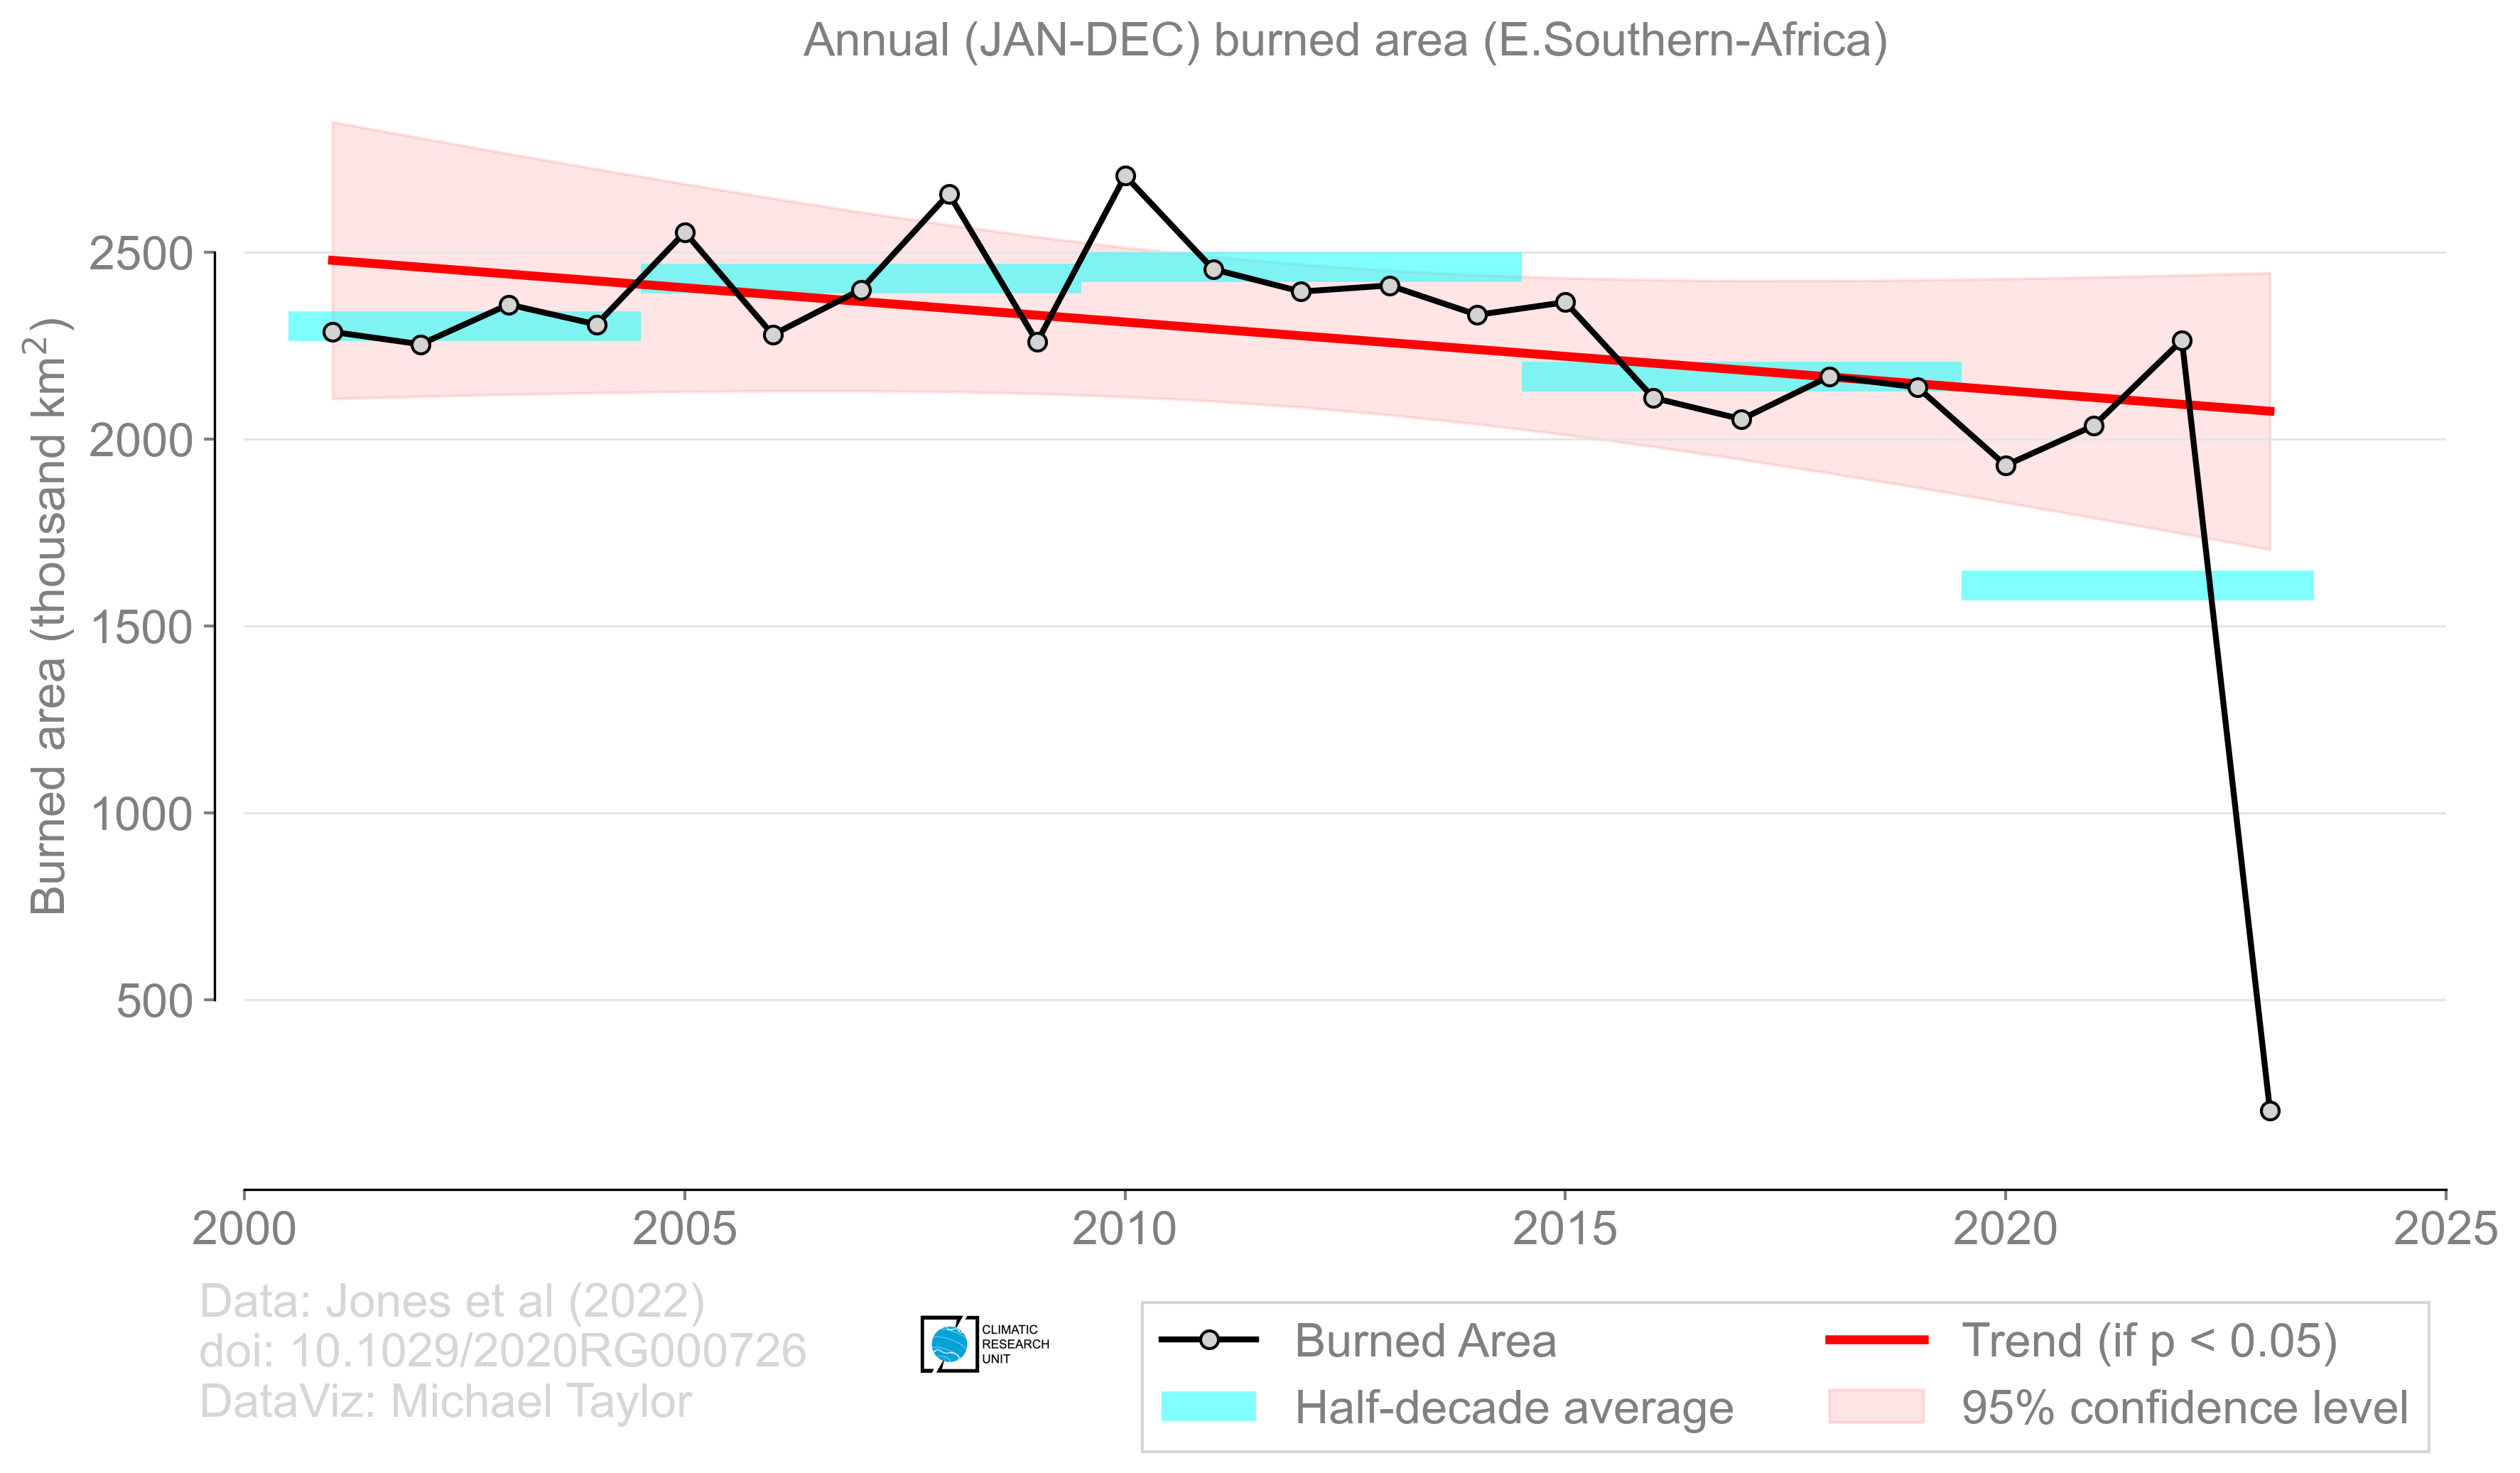 Annual (JAN-DEC) burned area (E.Southern-Africa)
Burned area (thousand km²)
2500
2000
1500
1000
500
2000 2005 2010 2015 2020 2025
Data: Jones et al (2022)
doi: 10.1029/2020RG000726
DataViz: Michael Taylor
CLIMATIC
RESEARCH
UNIT
Burned Area
Half-decade average
Trend (if p < 0.05)
95% confidence level